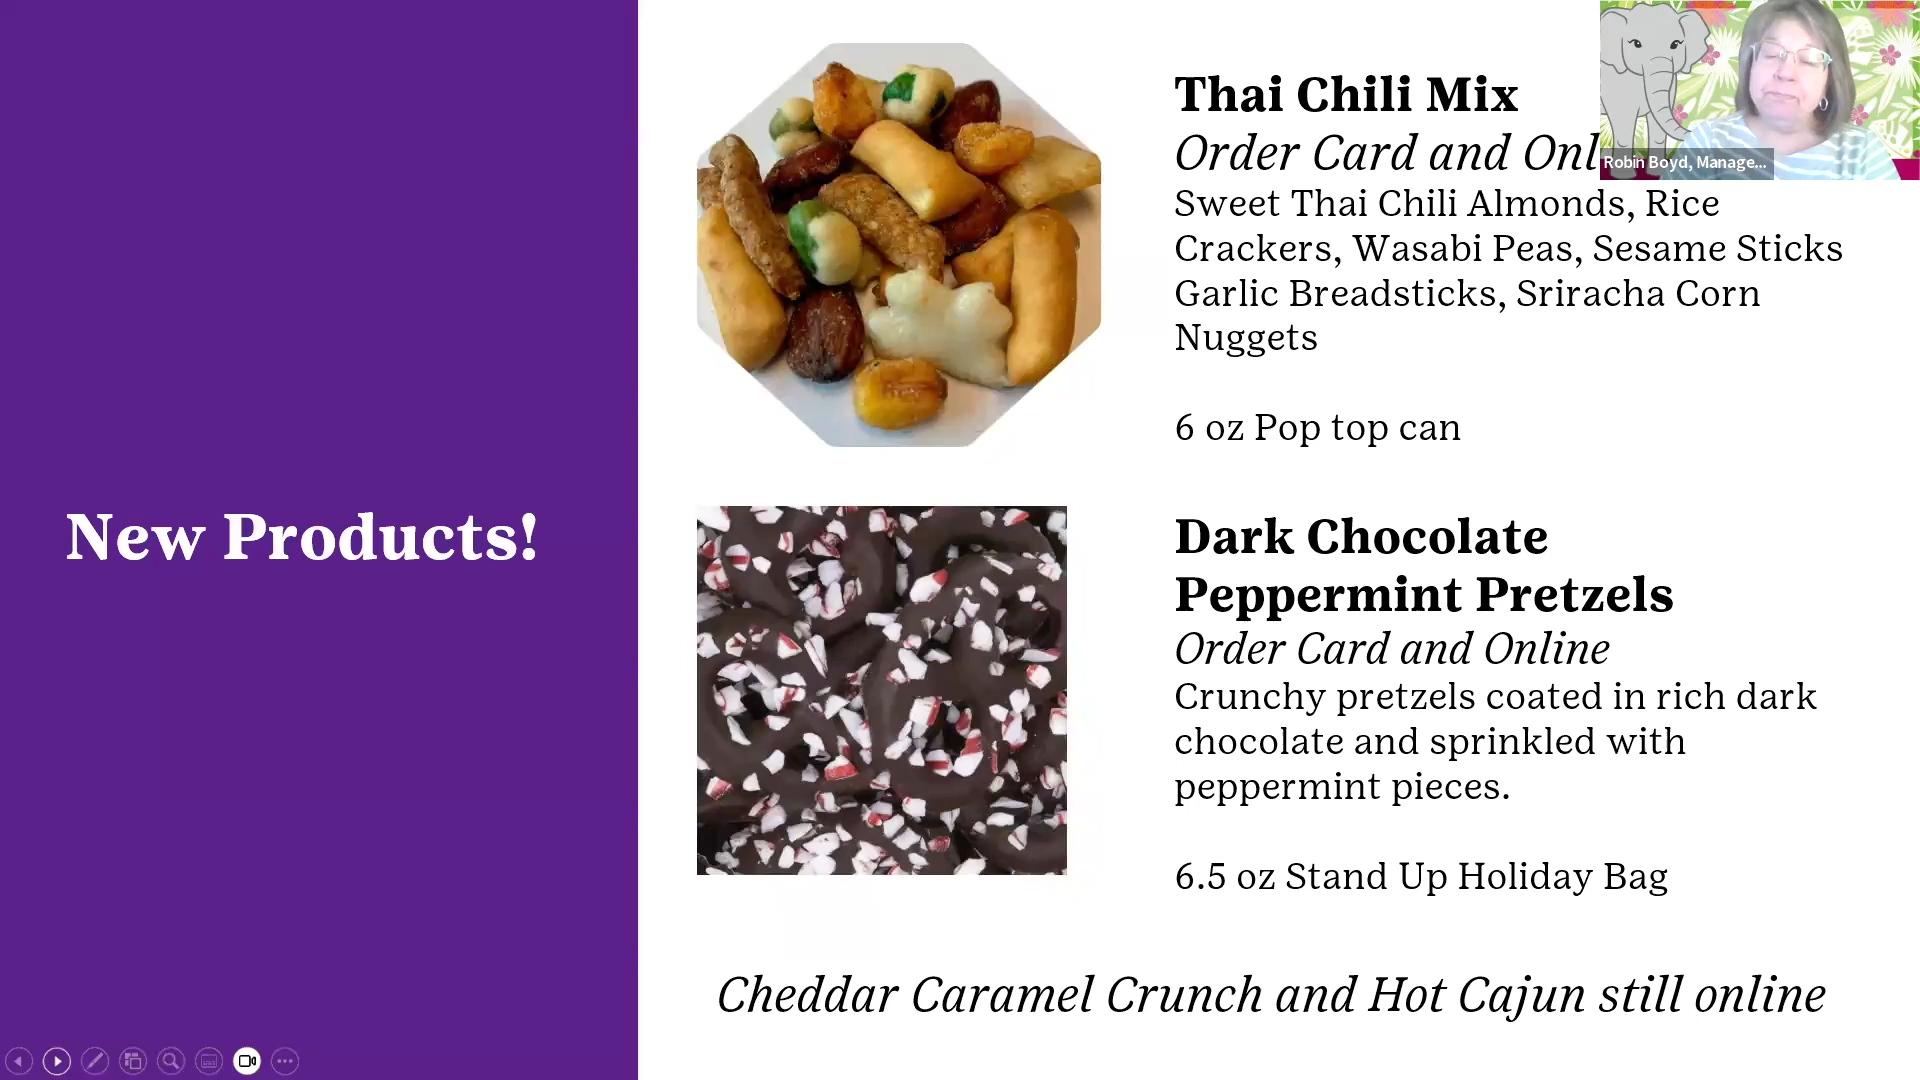 New Products!
Thai Chili Mix
Order Card and Onl
Sweet Thai Chili Almonds, Rice
Crackers, Wasabi Peas, Sesame Sticks
Garlic Breadsticks, Sriracha Corn
Nuggets
6 oz Pop top can
Dark Chocolate
Peppermint Pretzels
Order Card and Online
Crunchy pretzels coated in rich dark
chocolate and sprinkled with
peppermint pieces.
6.5 oz Stand Up Holiday Bag
Cheddar Caramel Crunch and Hot Cajun still online
Robin Boyd, Manage...